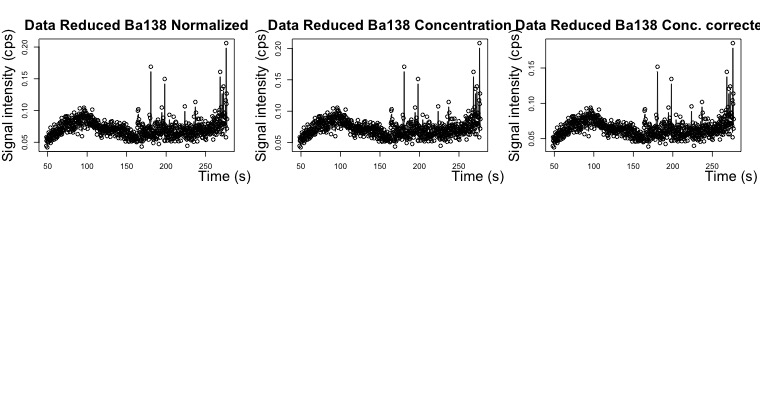 Data Reduced Ba138 Normalized
Signal intensity (cps)
0.05 0.10 0.15 0.20
50 100 150 200 250
Time (s)
Data Reduced Ba138 Concentration
Signal intensity (cps)
0.05 0.10 0.15 0.20
50 100 150 200 250
Time (s)
Data Reduced Ba138 Conc. correcte
Signal intensity (cps)
0.05 0.10 0.15
50 100 150 200 250
Time (s)